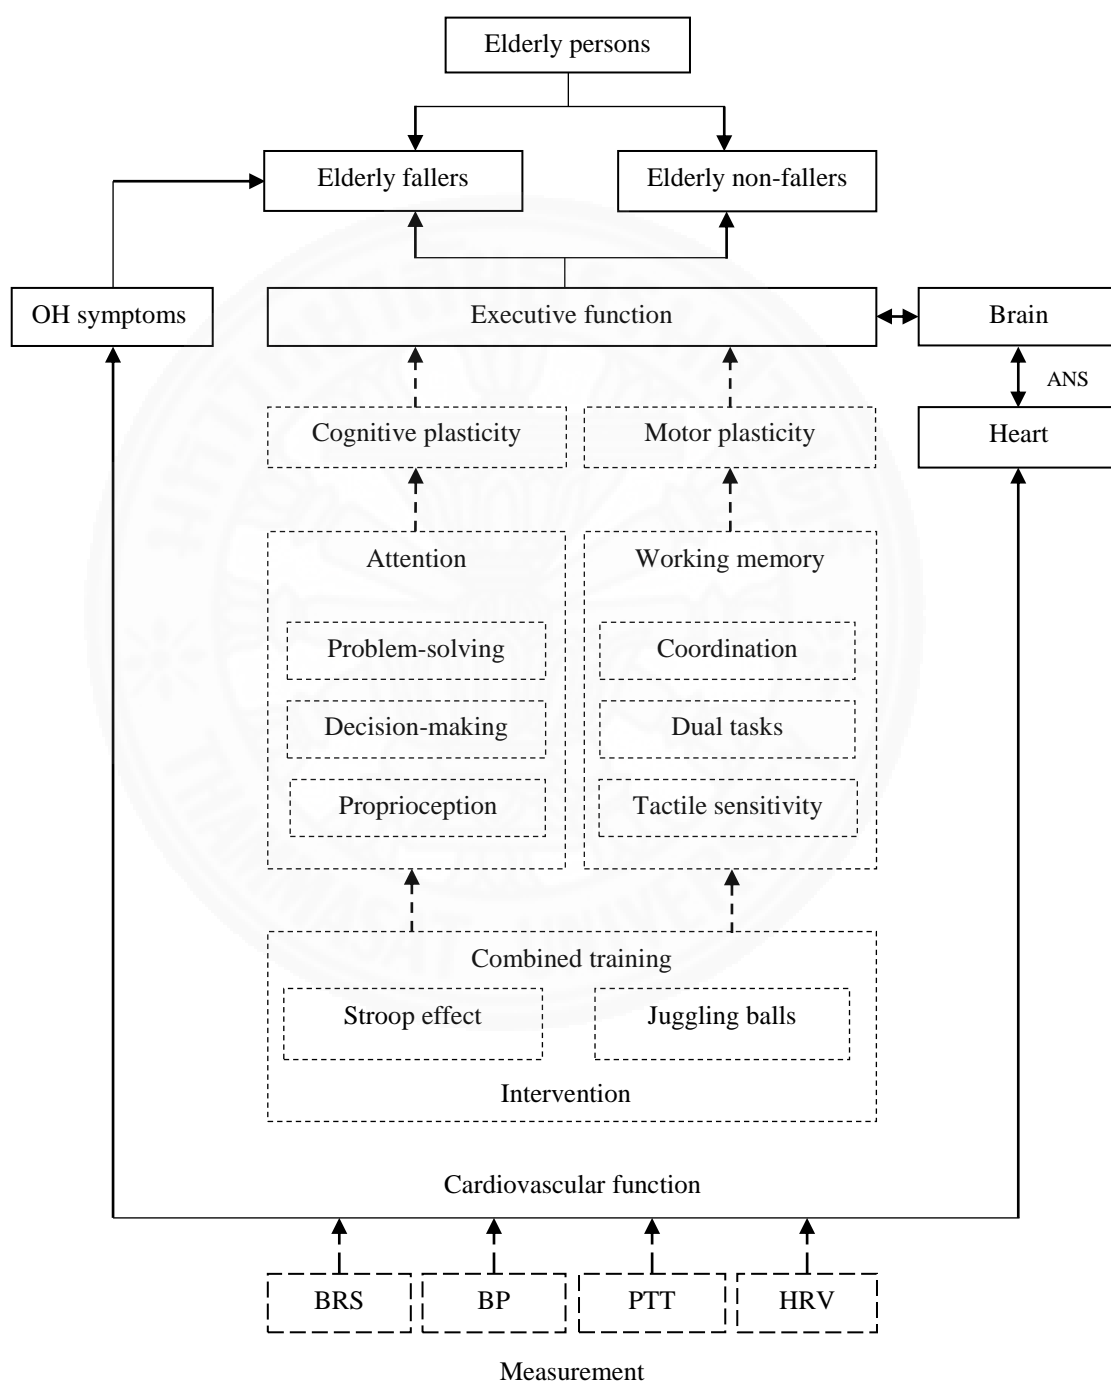 Elderly persons
Elderly fallers
Elderly non-fallers
OH symptoms
Executive function
Brain
ANS
Cognitive plasticity
Motor plasticity
Heart
Attention
Working memory
Problem-solving
Coordination
Decision-making
Dual tasks
Proprioception
Tactile sensitivity
Combined training
Stroop effect
Juggling balls
Intervention
Cardiovascular function
BRS
BP
PTT
HRV
Measurement